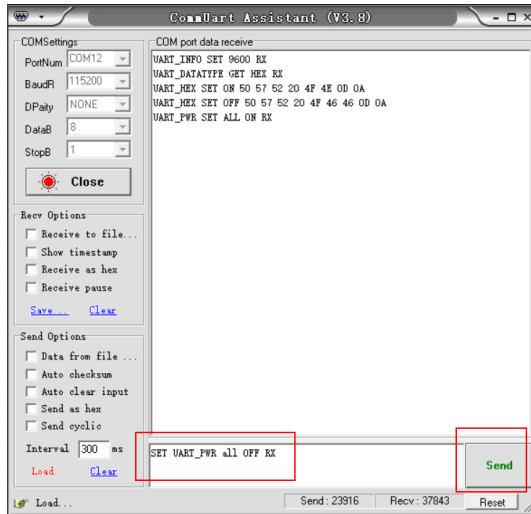 CommUart Assistant (V3.8)
COMSettings
PortNum COM12
BaudR 115200
DPaity NONE
DataB 8
StopB 1
Close
Recv Options
Receive to file...
Show timestamp
Receive as hex
Receive pause
Save... Clear
Send Options
Data from file ...
Auto checksum
Auto clear input
Send as hex
Send cyclic
Interval 300 ms
Load.. Clear
COM port data receive
UART_INFO SET 9600 RX
UART_DATATYPE GET HEX RX
UART_HEX SET ON 50 57 52 20 4F 4E 0D 0A
UART_HEX SET OFF 50 57 52 20 4F 46 46 0D 0A
UART_PWR SET ALL ON RX
SET UART_PWR all OFF RX
Send
Load...
Send : 23916
Recv : 37843
Reset